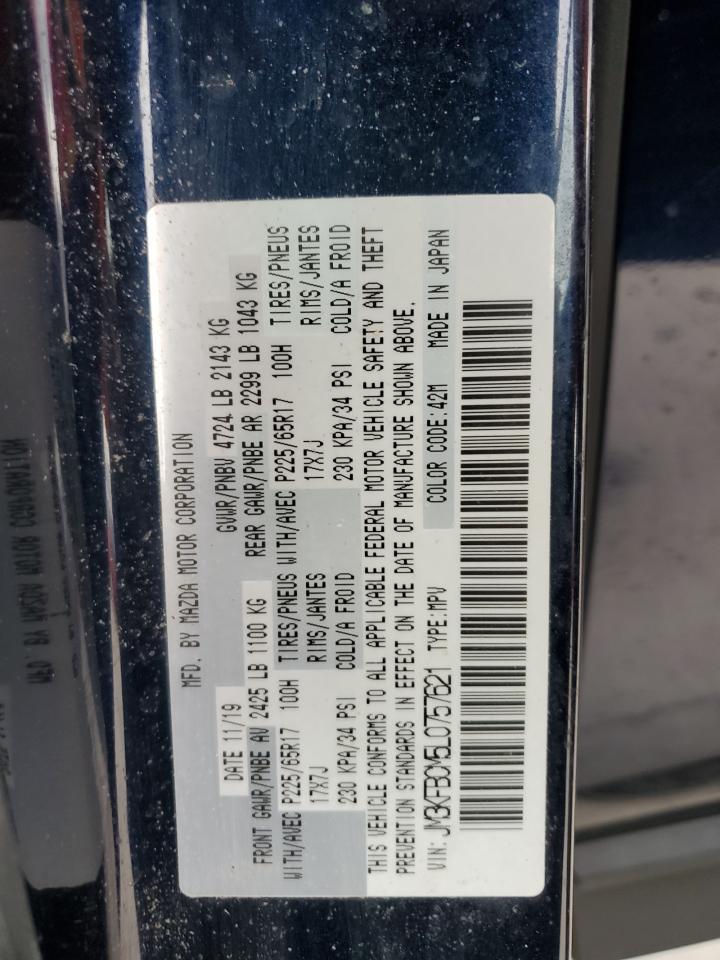 MFD. BY MAZDA MOTOR CORPORATION
DATE 11/19 GVWR/PNBV 4724 LB 2143 KG
FRONT GAWR/PNBE AV 2425 LB 1100 KG REAR GAWR/PNBE AR 2299 LB 1043 KG
WITH/AVEC P225/65R17 100H TIRES/PNEUS WITH/AVEC P225/65R17 100H TIRES/PNEUS
17X7J RIMS/JANTES 17X7J RIMS/JANTES
230 KPA/34 PSI COLD/A FROID 230 KPA/34 PSI COLD/A FROID
THIS VEHICLE CONFORMS TO ALL APPLICABLE FEDERAL MOTOR VEHICLE SAFETY AND THEFT
PREVENTION STANDARDS IN EFFECT ON THE DATE OF MANUFACTURE SHOWN ABOVE.
VIN: JM3KFBCM5L0757621 TYPE:MPV COLOR CODE:42M MADE IN JAPAN